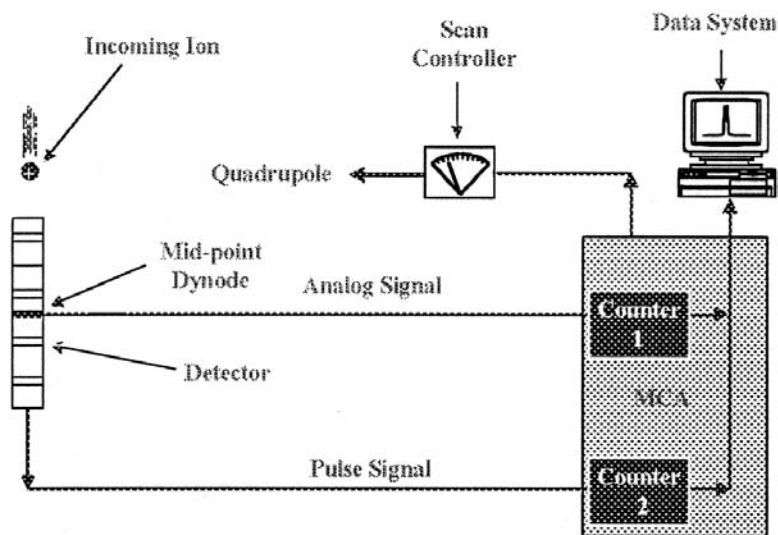 Incoming Ion
Scan
Controller
Data System
Quadrupole
Mid-point
Dynode
Analog Signal
Counter
1
Detector
MCA
Pulse Signal
Counter
2